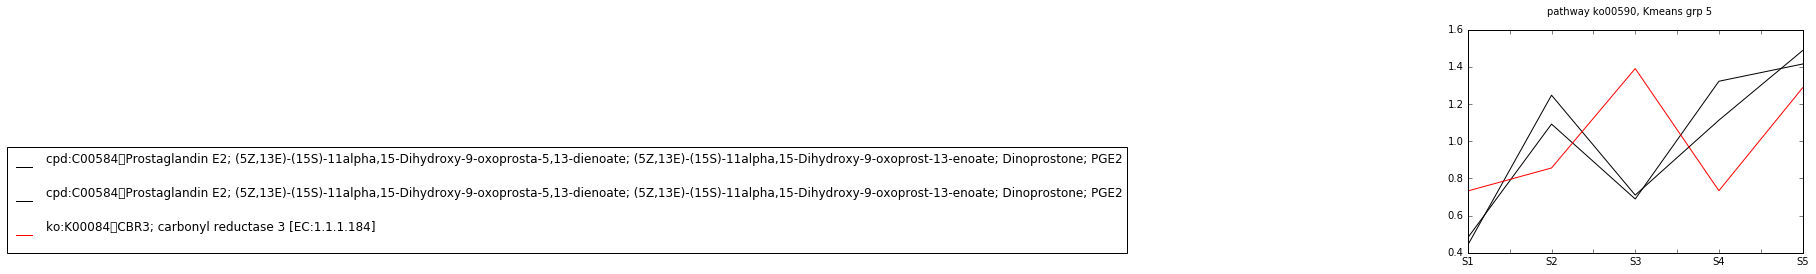 pathway ko00590, Kmeans grp 5
1.6
1.4
1.2
1.0
0.8
0.6
0.4
S1 S2 S3 S4 S5
cpd:C00584▯Prostaglandin E2; (5Z,13E)-(15S)-11alpha,15-Dihydroxy-9-oxoprosta-5,13-dienoate; (5Z,13E)-(15S)-11alpha,15-Dihydroxy-9-oxoprost-13-enoate; Dinoprostone; PGE2
cpd:C00584▯Prostaglandin E2; (5Z,13E)-(15S)-11alpha,15-Dihydroxy-9-oxoprosta-5,13-dienoate; (5Z,13E)-(15S)-11alpha,15-Dihydroxy-9-oxoprost-13-enoate; Dinoprostone; PGE2
ko:K00084▯CBR3; carbonyl reductase 3 [EC:1.1.1.184]